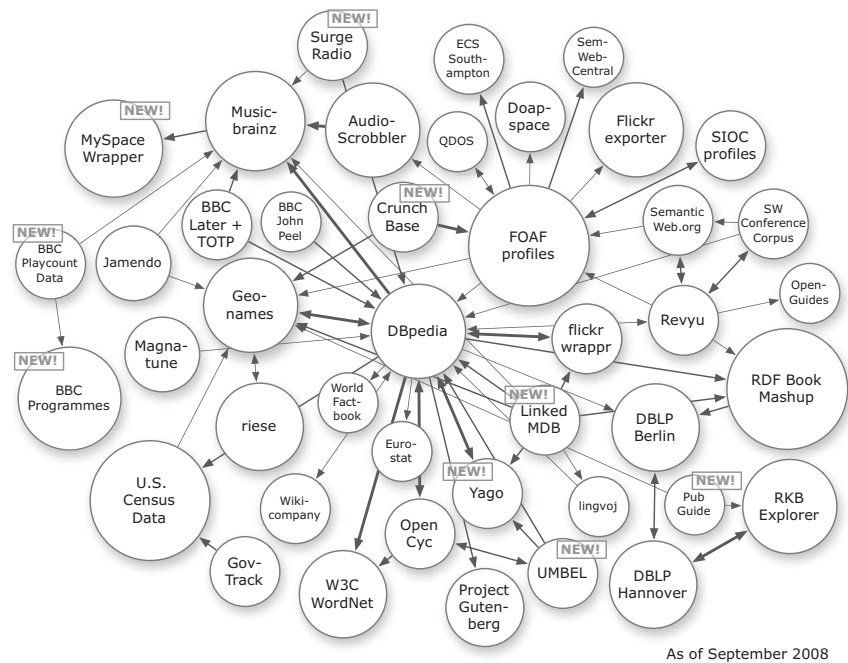 NEW!
Surge
Radio
ECS
South-
ampton
Sem-
Web-
Central
NEW!
MySpace
Wrapper
Music-
brainz
Audio-
Scrobbler
QDOS
Doap-
space
Flickr
exporter
SIOC
profiles
NEW!
BBC
Playcount
Data
Jamendo
BBC
Later +
TOTP
BBC
John
Peel
NEW!
Crunch
Base
FOAF
profiles
Semantic
Web.org
SW
Conference
Corpus
Geo-
names
DBpedia
flickr
wrappr
Revyu
Open-
Guides
Magna-
tune
NEW!
BBC
Programmes
riese
World
Fact-
book
NEW!
Linked
MDB
DBLP
Berlin
RDF Book
Mashup
U.S.
Census
Data
Wiki-
company
Euro-
stat
NEW!
Yago
lingvoj
NEW!
Pub
Guide
RKB
Explorer
Gov-
Track
W3C
WordNet
Open
Cyc
Project
Guten-
berg
NEW!
UMBEL
DBLP
Hannover
As of September 2008